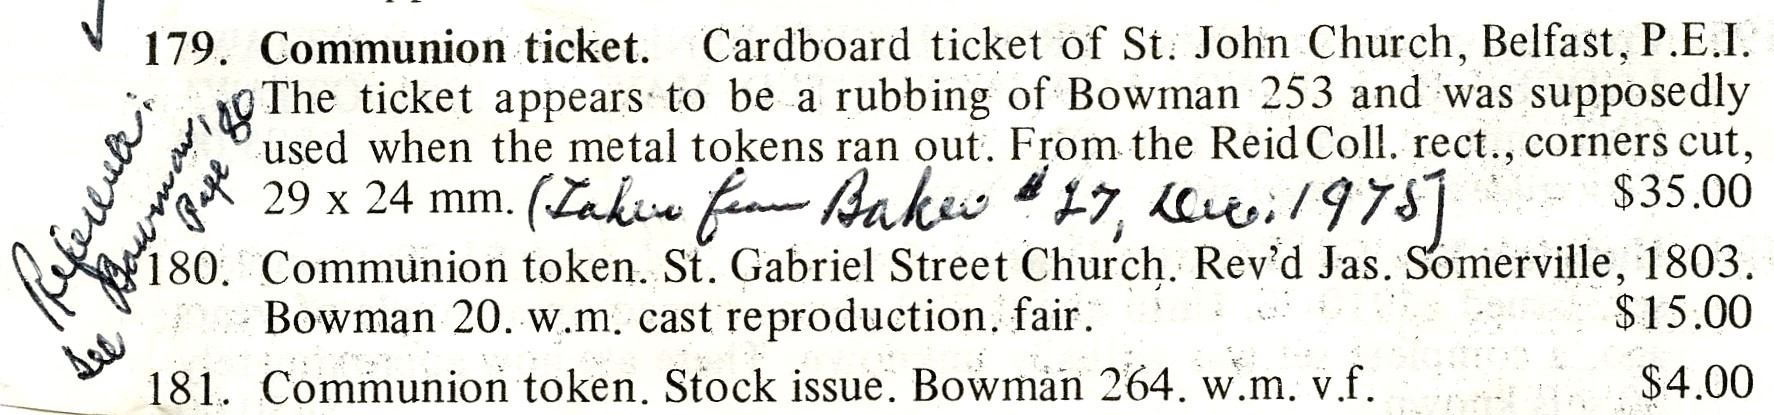 179. Communion ticket. Cardboard ticket of St. John Church, Belfast, P.E.I.
The ticket appears to be a rubbing of Bowman 253 and was supposedly
used when the metal tokens ran out. From the Reid Coll. rect., corners cut,
29 x 24 mm. (Taken from Baker #27, Dec. 1975] $35.00
180. Communion token. St. Gabriel Street Church. Rev'd Jas. Somerville, 1803.
Bowman 20. w.m. cast reproduction. fair. $15.00
181. Communion token. Stock issue. Bowman 264. w.m. v.f. $4.00
Reference:
See Bowman,
Page 80